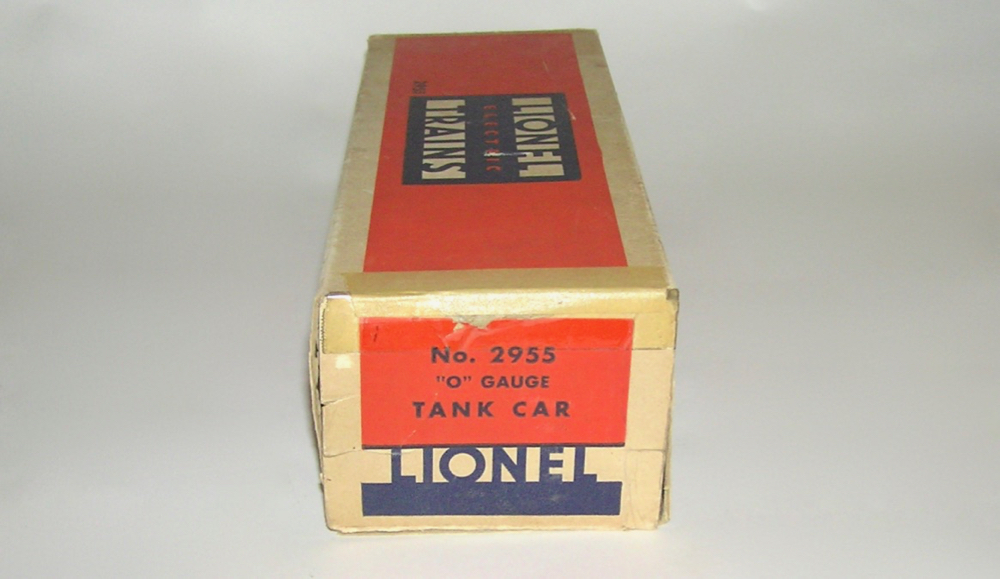 LIONEL
ELECTRIC
TRAINS
No. 2955
"O" GAUGE
TANK CAR
LIONEL